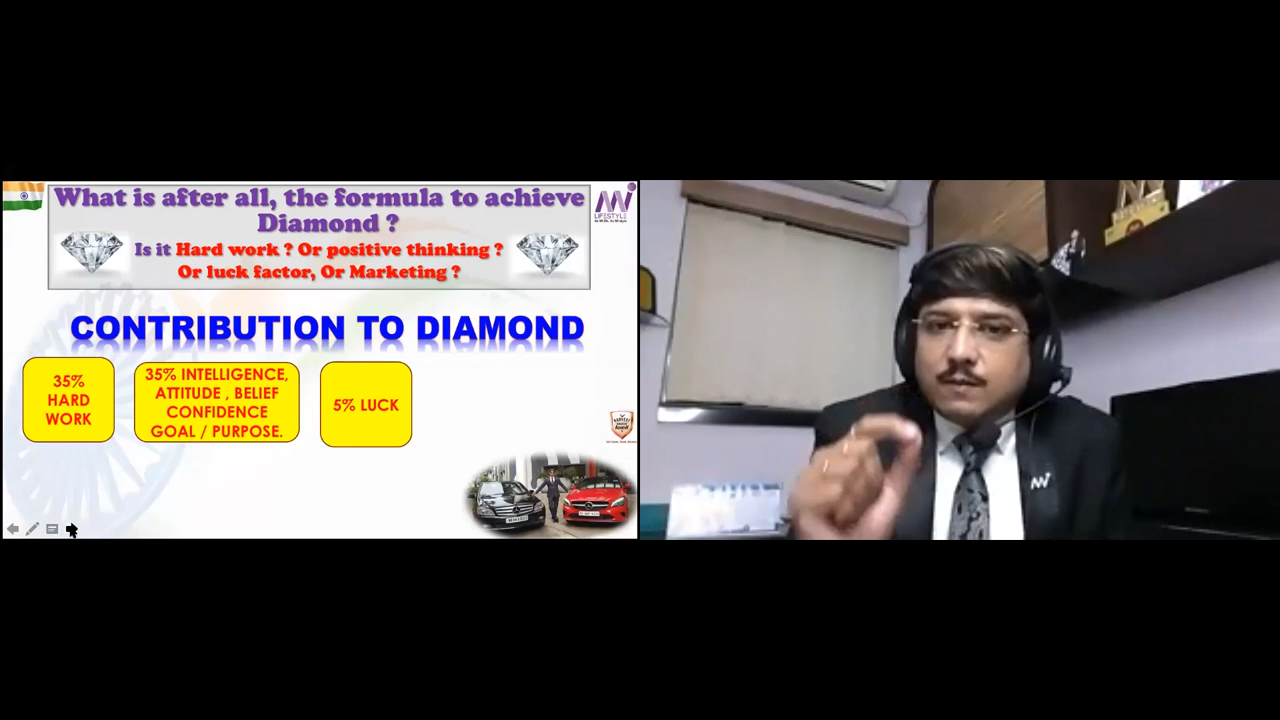 What is after all, the formula to achieve
Diamond ?
Is it Hard work ? Or positive thinking ?
Or luck factor, Or Marketing ?
LIFESTYLE
CONTRIBUTION TO DIAMOND
35%
HARD
WORK
35% INTELLIGENCE,
ATTITUDE , BELIEF
CONFIDENCE
GOAL / PURPOSE.
5% LUCK